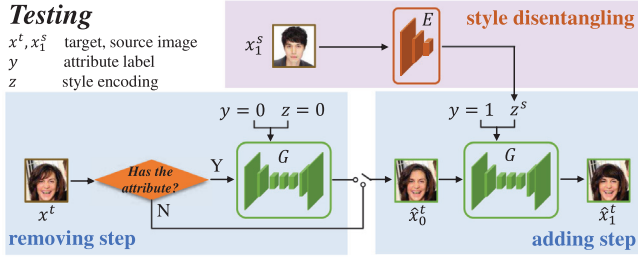 Testing
x^t, x_1^s target, source image
y attribute label
z style encoding
x_1^s
E
style disentangling
y = 0 z = 0
G
Has the attribute?
Y
N
x^t
removing step
y = 1 z^s
G
x̂_0^t
x̂_1^t
adding step